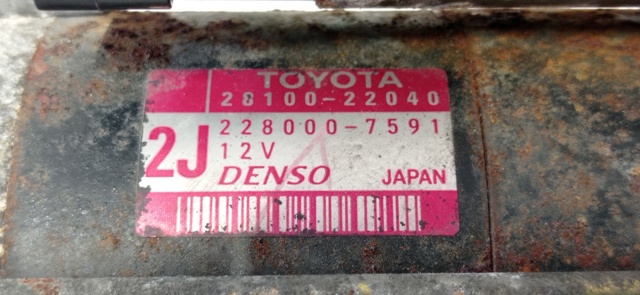 TOYOTA
28100-22040
2J
228000-7591
12V
DENSO JAPAN